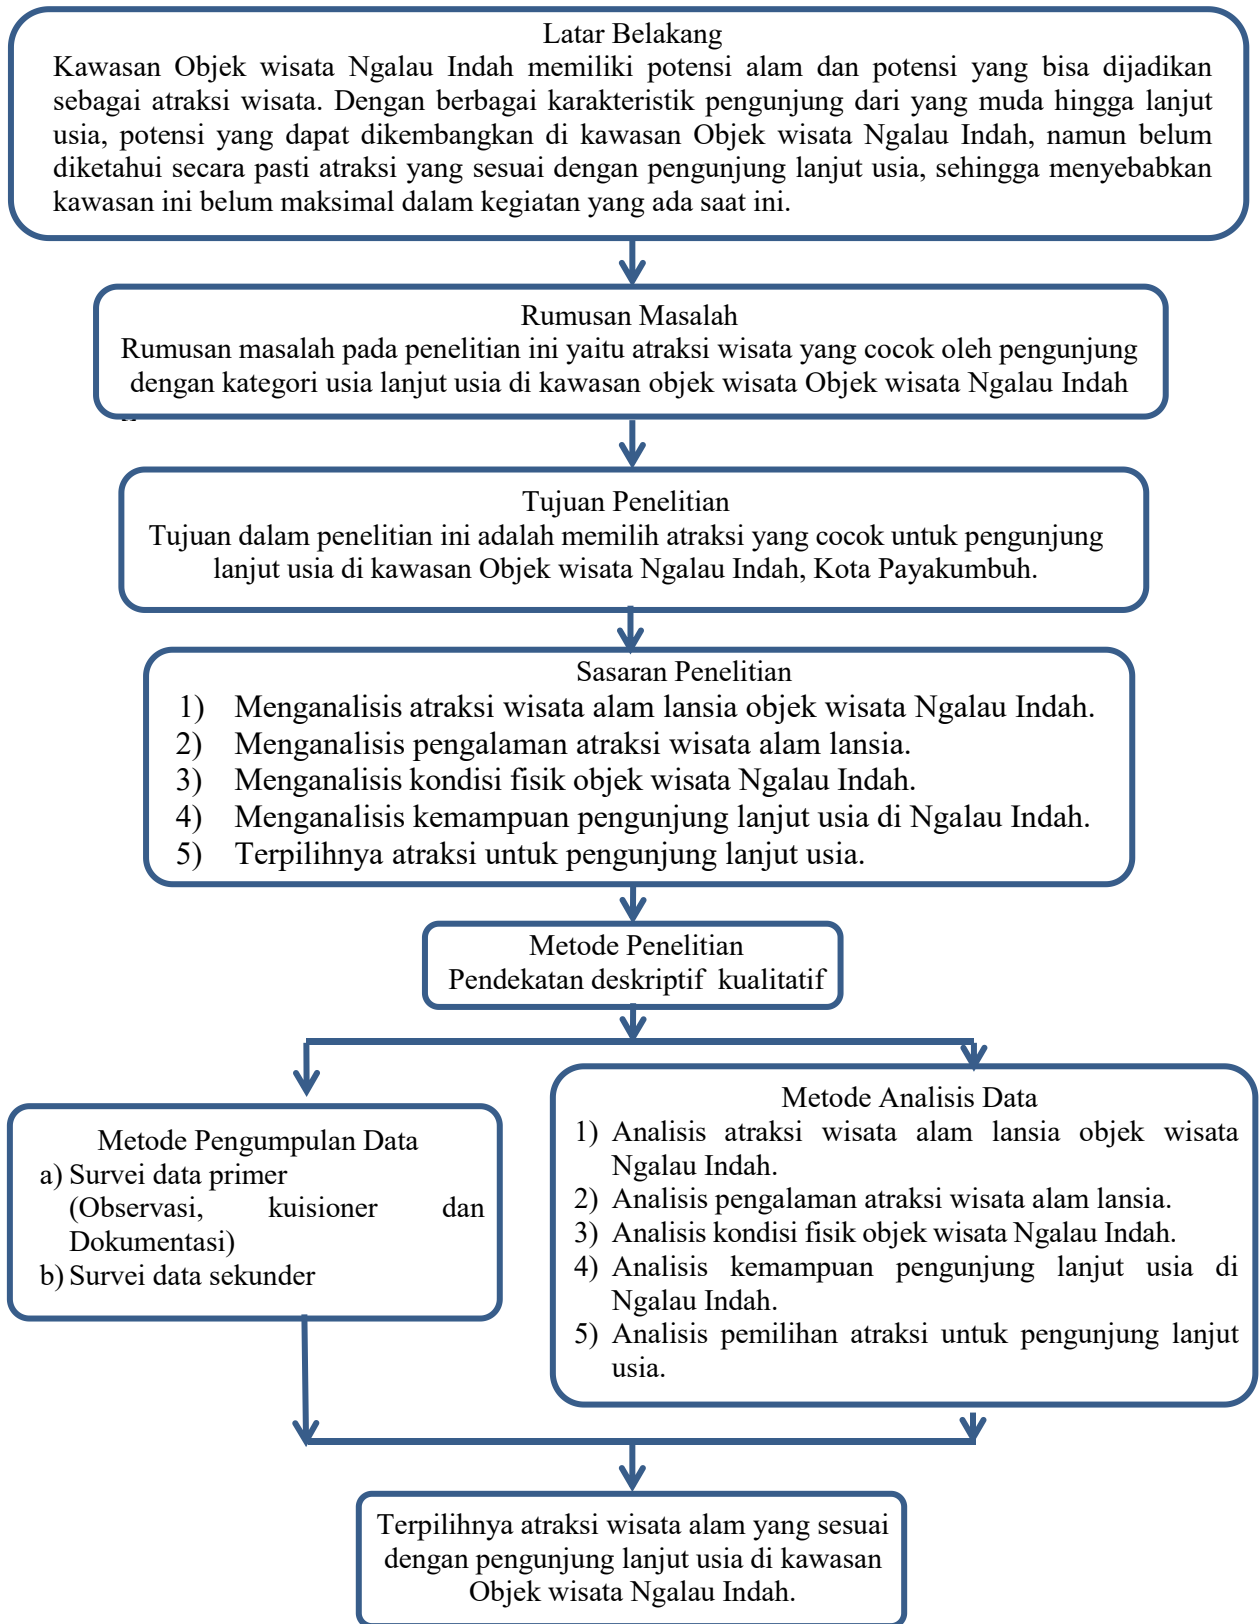 Latar Belakang
Kawasan Objek wisata Ngalau Indah memiliki potensi alam dan potensi yang bisa dijadikan
sebagai atraksi wisata. Dengan berbagai karakteristik pengunjung dari yang muda hingga lanjut
usia, potensi yang dapat dikembangkan di kawasan Objek wisata Ngalau Indah, namun belum
diketahui secara pasti atraksi yang sesuai dengan pengunjung lanjut usia, sehingga menyebabkan
kawasan ini belum maksimal dalam kegiatan yang ada saat ini.
Rumusan Masalah
Rumusan masalah pada penelitian ini yaitu atraksi wisata yang cocok oleh pengunjung
dengan kategori usia lanjut usia di kawasan objek wisata Objek wisata Ngalau Indah
Tujuan Penelitian
Tujuan dalam penelitian ini adalah memilih atraksi yang cocok untuk pengunjung
lanjut usia di kawasan Objek wisata Ngalau Indah, Kota Payakumbuh.
Sasaran Penelitian
1) Menganalisis atraksi wisata alam lansia objek wisata Ngalau Indah.
2) Menganalisis pengalaman atraksi wisata alam lansia.
3) Menganalisis kondisi fisik objek wisata Ngalau Indah.
4) Menganalisis kemampuan pengunjung lanjut usia di Ngalau Indah.
5) Terpilihnya atraksi untuk pengunjung lanjut usia.
Metode Penelitian
Pendekatan deskriptif kualitatif
Metode Pengumpulan Data
a) Survei data primer
(Observasi, kuisioner dan
Dokumentasi)
b) Survei data sekunder
Metode Analisis Data
1) Analisis atraksi wisata alam lansia objek wisata
Ngalau Indah.
2) Analisis pengalaman atraksi wisata alam lansia.
3) Analisis kondisi fisik objek wisata Ngalau Indah.
4) Analisis kemampuan pengunjung lanjut usia di
Ngalau Indah.
5) Analisis pemilihan atraksi untuk pengunjung lanjut
usia.
Terpilihnya atraksi wisata alam yang sesuai
dengan pengunjung lanjut usia di kawasan
Objek wisata Ngalau Indah.